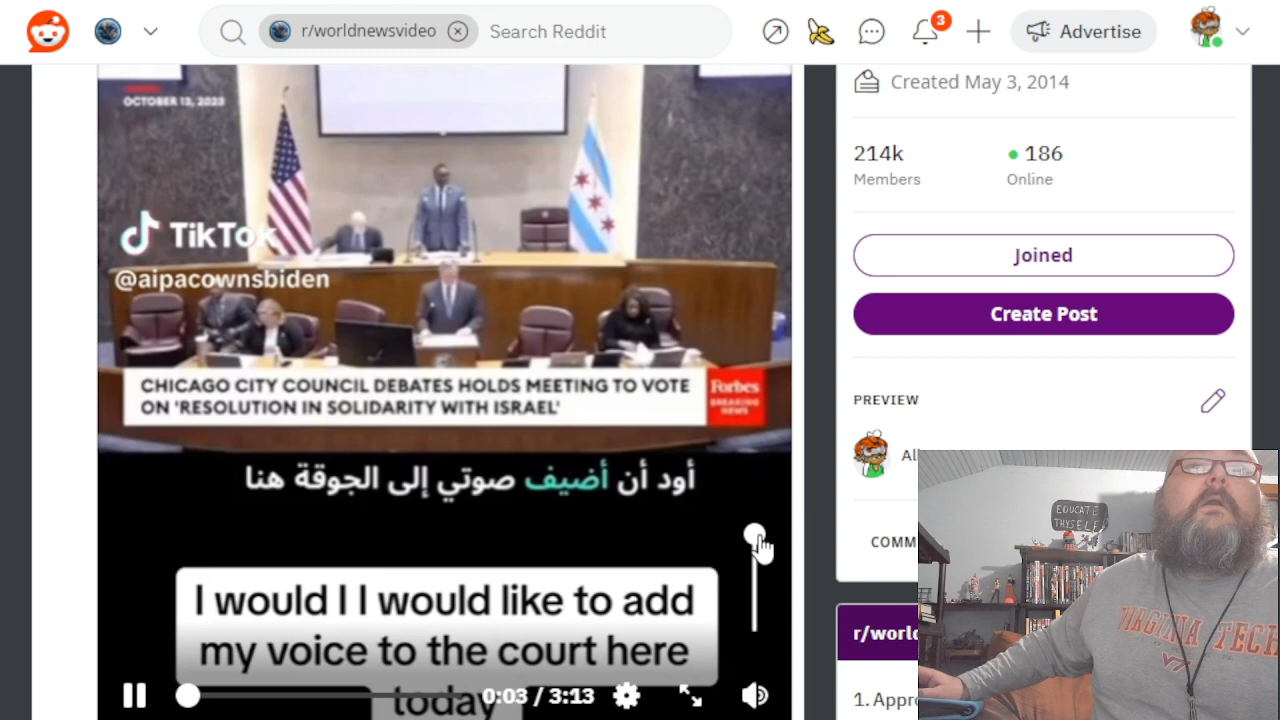 r/worldnewsvideo
Search Reddit
3
Advertise
OCTOBER 13, 2023
TikTok
@aipacownsbiden
CHICAGO CITY COUNCIL DEBATES HOLDS MEETING TO VOTE
ON 'RESOLUTION IN SOLIDARITY WITH ISRAEL'
Forbes
BREAKING
NEWS
أود أن أضيف صوتي إلى الجوقة هنا
I would I I would like to add
my voice to the court here
today
0:03 / 3:13
Created May 3, 2014
214k
186
Members
Online
Joined
Create Post
PREVIEW
Al
COMM
r/worl
1. Appr
EDUCATE
THYSELF
VIRGINIA TECH
VT